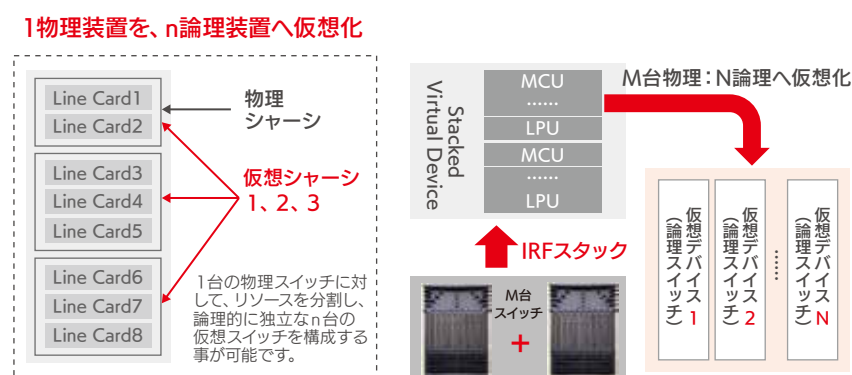 1物理装置を、n論理装置へ仮想化
Line Card1
Line Card2
Line Card3
Line Card4
Line Card5
Line Card6
Line Card7
Line Card8
物理
シャーシ
仮想シャーシ
1、2、3
1台の物理スイッチに対
して、リソースを分割し、
論理的に独立なn台の
仮想スイッチを構成する
事が可能です。
Stacked
Virtual Device
MCU
……
LPU
MCU
……
LPU
M台物理：N論理へ仮想化
IRFスタック
M台
スイッチ
+
仮想デバイス
(論理スイッチ) 1
仮想デバイス
(論理スイッチ) 2
……
仮想デバイス
(論理スイッチ) N